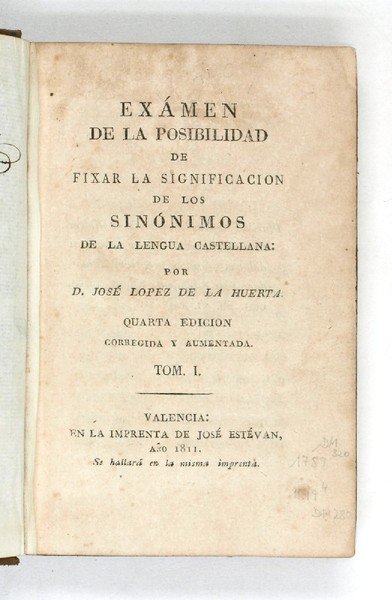 EXÁMEN
DE LA POSIBILIDAD
DE
FIXAR LA SIGNIFICACION
DE LOS
SINÓNIMOS
DE LA LENGUA CASTELLANA:
POR
D. JOSÉ LOPEZ DE LA HUERTA.
QUARTA EDICION
CORREGIDA Y AUMENTADA.
TOM. I.
VALENCIA:
EN LA IMPRENTA DE JOSÉ ESTÉVAN,
AÑO 1811.
Se hallará en la misma imprenta.